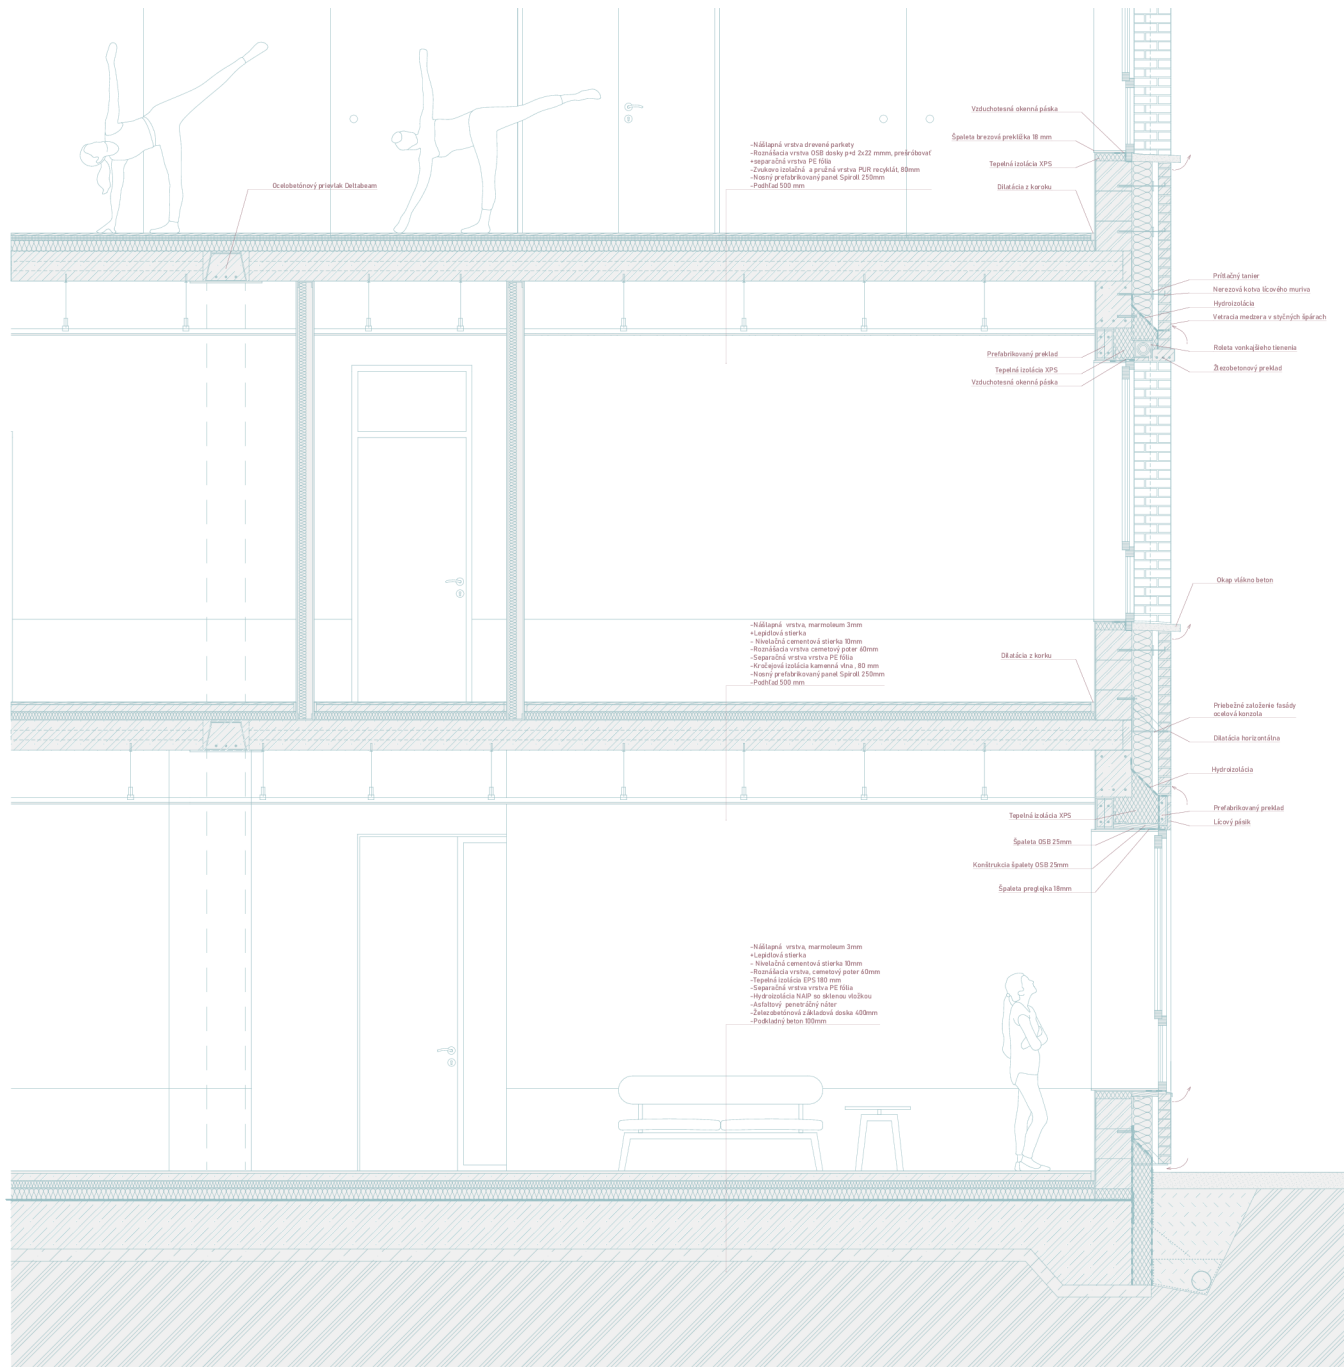 Vzduchotesná okenná páska
Špaleta brezová prekližka 18 mm
-Nášlapná vrstva drevené parkety
-Roznášacia vrstva OSB dosky p+d 2x22 mmm, prešróbovať
+separačná vrstva PE fólia
-Zvukovo izolačná  a pružná vrstva PUR recyklát, 80mm
-Nosný prefabrikovaný panel Spiroll 250mm
-Podhľad 500 mm
Tepelná izolácia XPS
Ocelobetónový prievlak Deltabeam
Dilatácia z koroku
Prítlačný tanier
Nerezová kotva lícového muriva
Hydroizolácia
Vetracia medzera v styčných špárach
Prefabrikovaný preklad
Roleta vonkajšieho tienenia
Tepelná izolácia XPS
Žlezobetonový preklad
Vzduchotesná okenná páska
Okap vlákno beton
-Nášlapná  vrstva, marmoleum 3mm
+Lepidlová stierka
- Nivelačná cementová stierka 10mm
-Roznášacia vrstva cemetový poter 60mm
-Separačná vrstva vrstva PE fólia
-Kročejová izolácia kamenná vlna , 80 mm
-Nosný prefabrikovaný panel Spiroll 250mm
-Podhľad 500 mm
Dilatácia z korku
Priebežné založenie fasády
ocelová konzola
Dilatácia horizontálna
Hydroizolácia
Prefabrikovaný preklad
Tepelná izolácia XPS
Lícový pásik
Špaleta OSB 25mm
Konštrukcia špalety OSB 25mm
Špaleta preglejka 18mm
-Nášlapná  vrstva, marmoleum 3mm
+Lepidlová stierka
- Nivelačná cementová stierka 10mm
-Roznášacia vrstva, cemetový poter 60mm
-Tepelná izolácia EPS 180 mm
-Separačná vrstva vrstva PE fólia
-Hydroizolácia NAIP so sklenou vložkou
-Asfaltový  penetráčný náter
-Železobetónová základová doska 400mm
-Podkladný beton 100mm